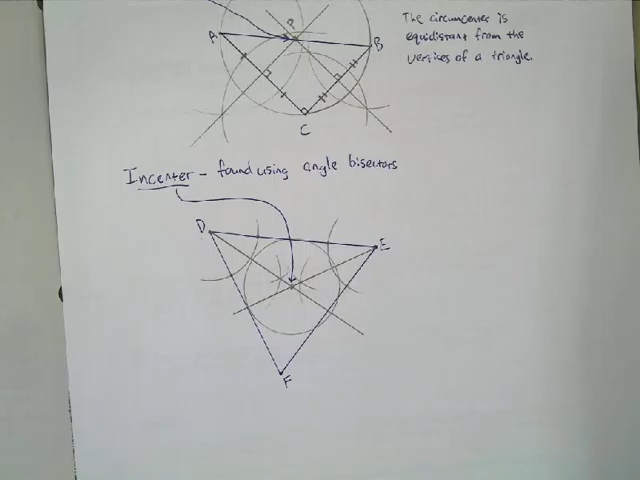 P
A
B
C
The circumcenter is
equidistant from the
vertices of a triangle.
Incenter - found using angle bisectors
D
E
F